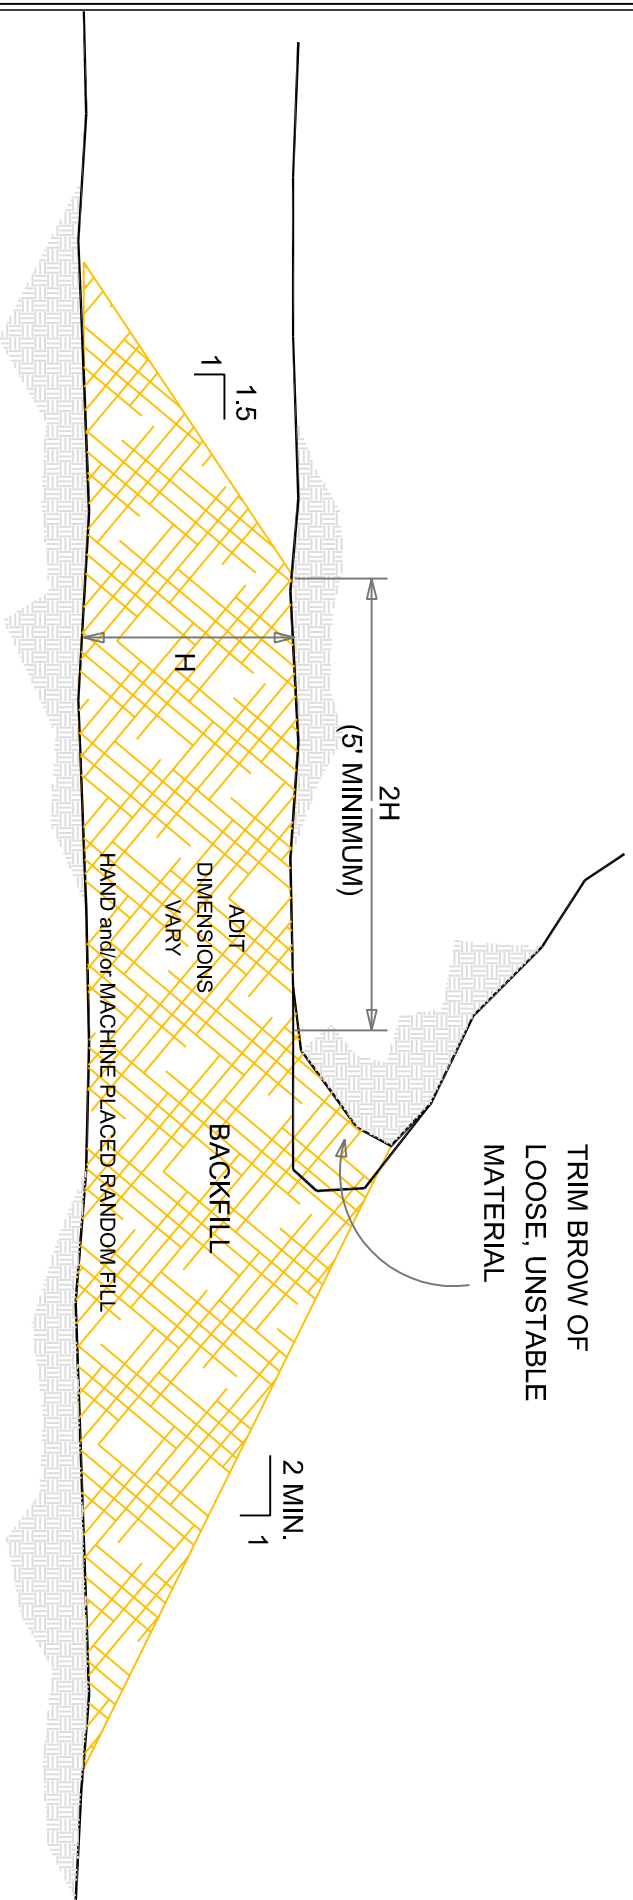 TRIM BROW OF
LOOSE, UNSTABLE
MATERIAL
2H
(5' MINIMUM)
1.5
1
H
ADIT
DIMENSIONS
VARY
BACKFILL
HAND and/or MACHINE PLACED RANDOM FILL
2 MIN.
1